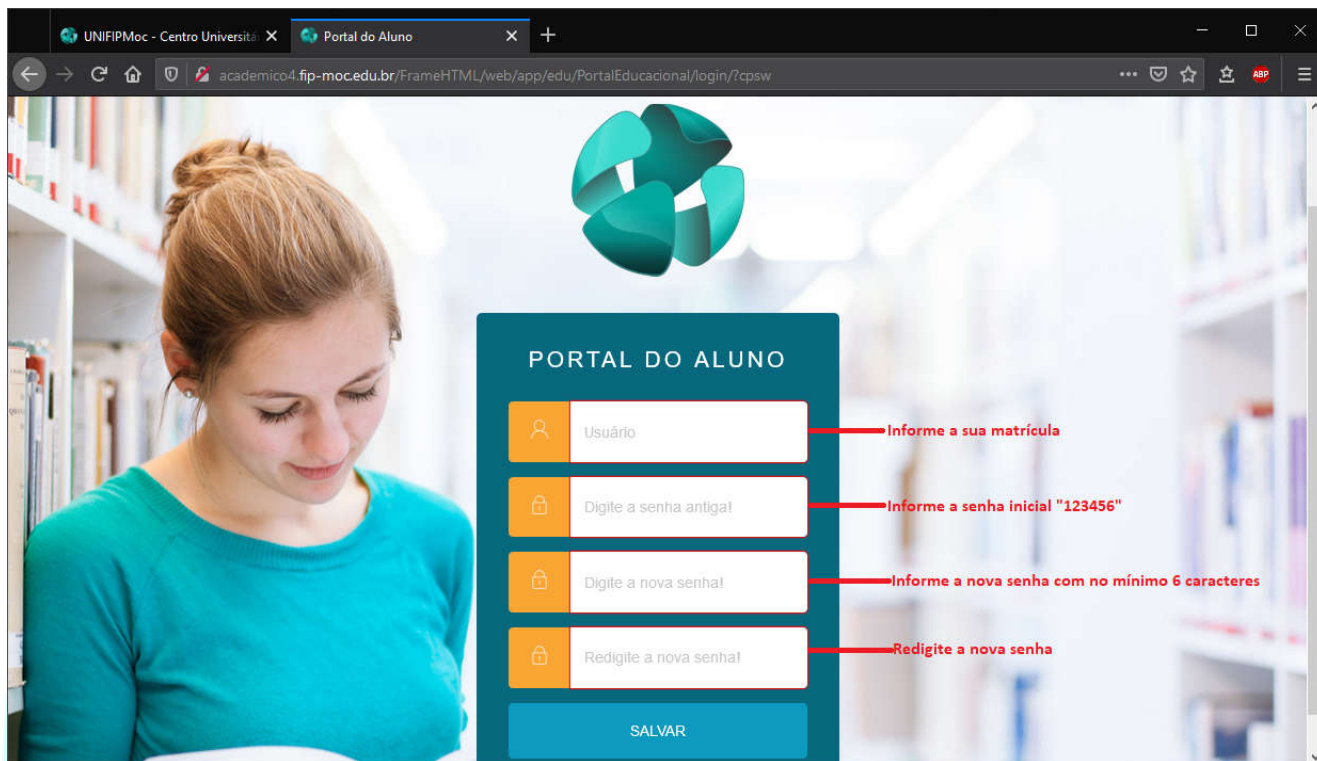 UNIFIPMoc - Centro Universitá
Portal do Aluno
academico4.fip-moc.edu.br/FrameHTML/web/app/edu/PortalEducacional/login/?cpsw
ABP
PORTAL DO ALUNO
Usuário
Informe a sua matrícula
Digite a senha antiga!
Informe a senha inicial "123456"
Digite a nova senha!
Informe a nova senha com no mínimo 6 caracteres
Redigite a nova senha!
Redigite a nova senha
SALVAR